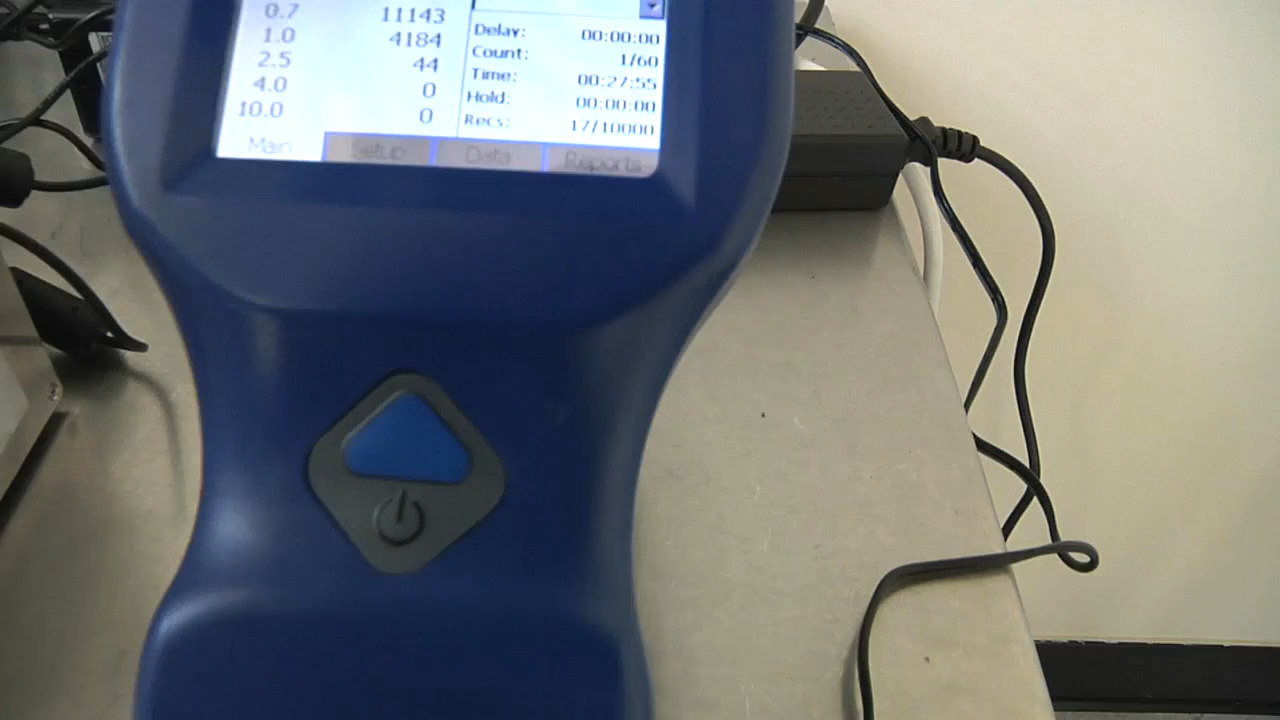 0.7 11143
1.0 4184
2.5 44
4.0 0
10.0 0
Delay: 00:00:00
Count: 1/60
Time: 00:27:55
Hold: 00:00:00
Recs: 17/10000
Main Setup Data Reports